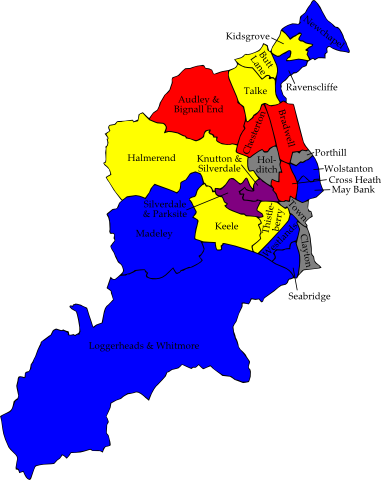 Newchapel
Kidsgrove
Butt
Lane
Ravenscliffe
Talke
Audley &
Bignall End
Chesterton
Bradwell
Porthill
Halmerend
Knutton &
Silverdale
Hol-
ditch
Wolstanton
Cross Heath
May Bank
Silverdale
& Parksite
Town
Thistle-
berry
Keele
Madeley
Westlands
Clayton
Seabridge
Loggerheads & Whitmore